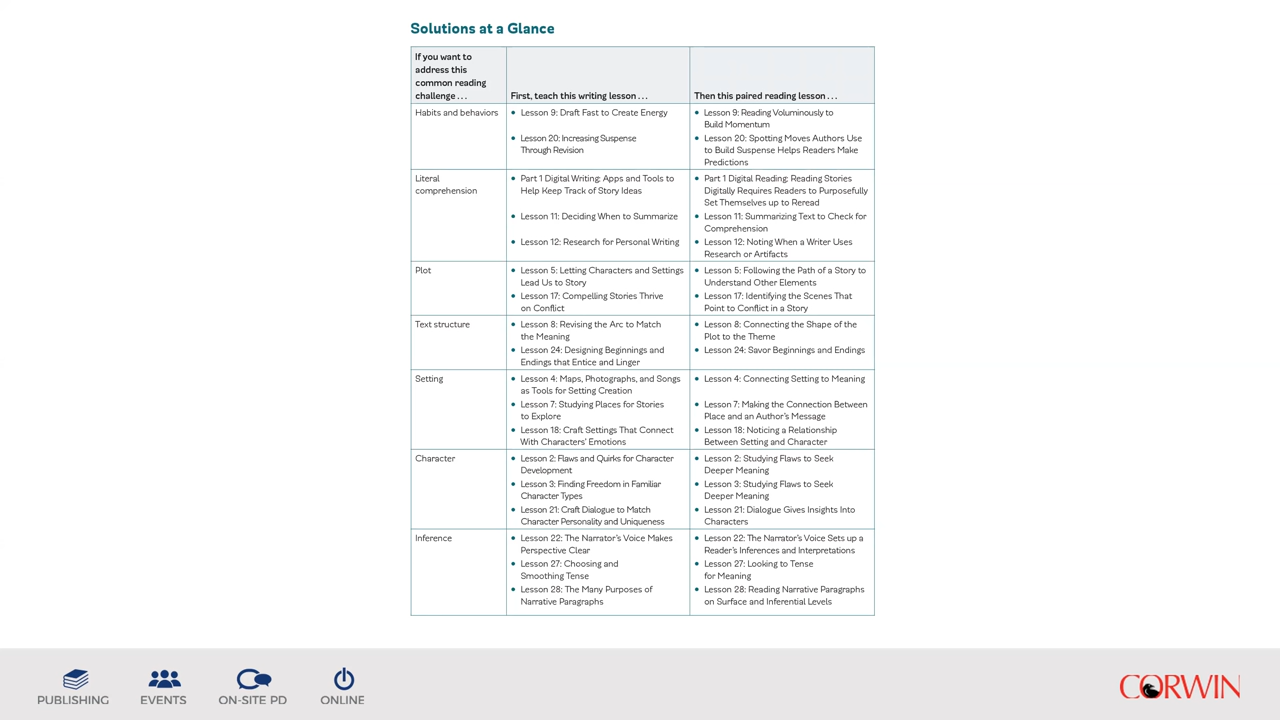 Solutions at a Glance
If you want to
address this
common reading
challenge . . .
First, teach this writing lesson . . .
Then this paired reading lesson . . .
Habits and behaviors
• Lesson 9: Draft Fast to Create Energy
• Lesson 9: Reading Voluminously to
Build Momentum
• Lesson 20: Increasing Suspense
Through Revision
• Lesson 20: Spotting Moves Authors Use
to Build Suspense Helps Readers Make
Predictions
Literal
comprehension
• Part 1 Digital Writing: Apps and Tools to
Help Keep Track of Story Ideas
• Part 1 Digital Reading: Reading Stories
Digitally Requires Readers to Purposefully
Set Themselves up to Reread
• Lesson 11: Deciding When to Summarize
• Lesson 11: Summarizing Text to Check for
Comprehension
• Lesson 12: Research for Personal Writing
• Lesson 12: Noting When a Writer Uses
Research or Artifacts
Plot
• Lesson 5: Letting Characters and Settings
Lead Us to Story
• Lesson 5: Following the Path of a Story to
Understand Other Elements
• Lesson 17: Compelling Stories Thrive
on Conflict
• Lesson 17: Identifying the Scenes That
Point to Conflict in a Story
Text structure
• Lesson 8: Revising the Arc to Match
the Meaning
• Lesson 8: Connecting the Shape of the
Plot to the Theme
• Lesson 24: Designing Beginnings and
Endings that Entice and Linger
• Lesson 24: Savor Beginnings and Endings
Setting
• Lesson 4: Maps, Photographs, and Songs
as Tools for Setting Creation
• Lesson 4: Connecting Setting to Meaning
• Lesson 7: Studying Places for Stories
to Explore
• Lesson 7: Making the Connection Between
Place and an Author's Message
• Lesson 18: Craft Settings That Connect
With Characters' Emotions
• Lesson 18: Noticing a Relationship
Between Setting and Character
Character
• Lesson 2: Flaws and Quirks for Character
Development
• Lesson 2: Studying Flaws to Seek
Deeper Meaning
• Lesson 3: Finding Freedom in Familiar
Character Types
• Lesson 3: Studying Flaws to Seek
Deeper Meaning
• Lesson 21: Craft Dialogue to Match
Character Personality and Uniqueness
• Lesson 21: Dialogue Gives Insights Into
Characters
Inference
• Lesson 22: The Narrator's Voice Makes
Perspective Clear
• Lesson 22: The Narrator's Voice Sets up a
Reader's Inferences and Interpretations
• Lesson 27: Choosing and
Smoothing Tense
• Lesson 27: Looking to Tense
for Meaning
• Lesson 28: The Many Purposes of
Narrative Paragraphs
• Lesson 28: Reading Narrative Paragraphs
on Surface and Inferential Levels
PUBLISHING
EVENTS
ON-SITE PD
ONLINE
CORWIN